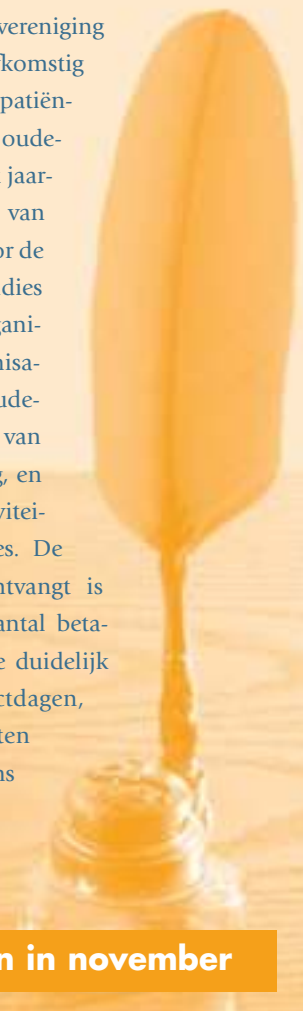 vereniging
komstig
patiën-
oude-
jaar-
van
or de
dies
gani-
nisa-
ude-
van
g, en
vitei-
es. De
ntvangt is
antal beta-
e duidelijk
ctdagen,
ten
ns
n in november